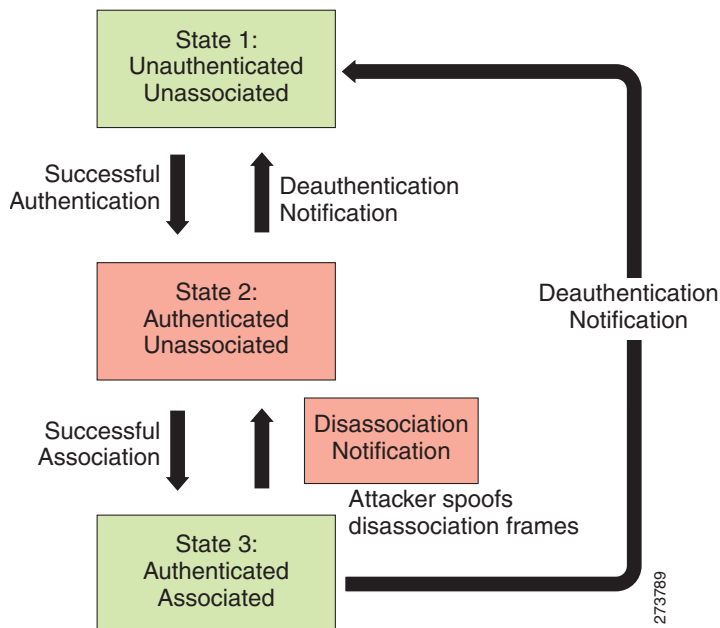 State 1:
Unauthenticated
Unassociated
Successful
Authentication
Deauthentication
Notification
State 2:
Authenticated
Unassociated
Deauthentication
Notification
Successful
Association
Disassociation
Notification
Attacker spoofs
disassociation frames
State 3:
Authenticated
Associated
273789